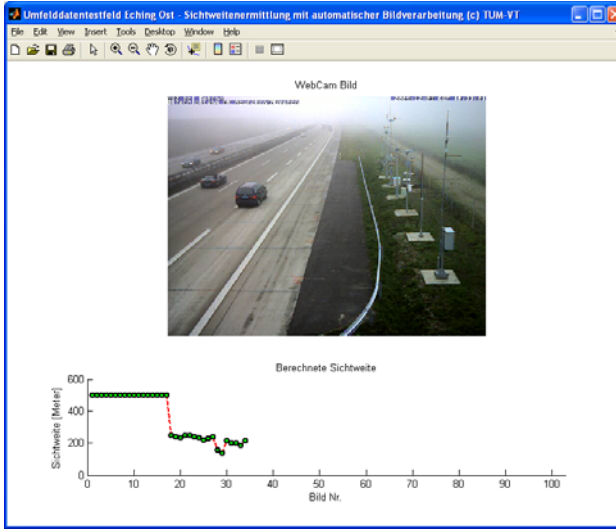 Umfelddatentestfeld Eching Ost - Sichtweitenermittlung mit automatischer Bildverarbeitung (c) TUM-VT
File Edit View Insert Tools Desktop Window Help
WebCam Bild
Berechnete Sichtweite
Sichtweite [Meter]
600
400
200
0
0 10 20 30 40 50 60 70 80 90 100
Bild Nr.